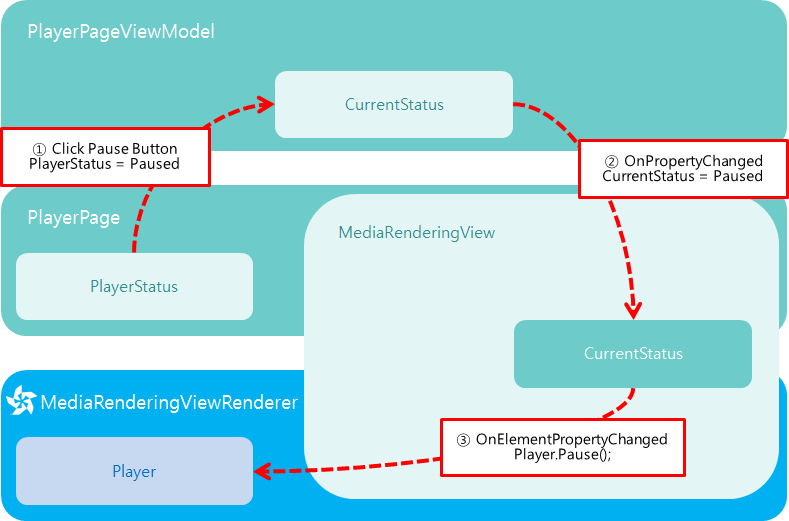 PlayerPageViewModel
CurrentStatus
① Click Pause Button
PlayerStatus = Paused
② OnPropertyChanged
CurrentStatus = Paused
PlayerPage
MediaRenderingView
PlayerStatus
CurrentStatus
MediaRenderingViewRenderer
③ OnElementPropertyChanged
Player.Pause();
Player